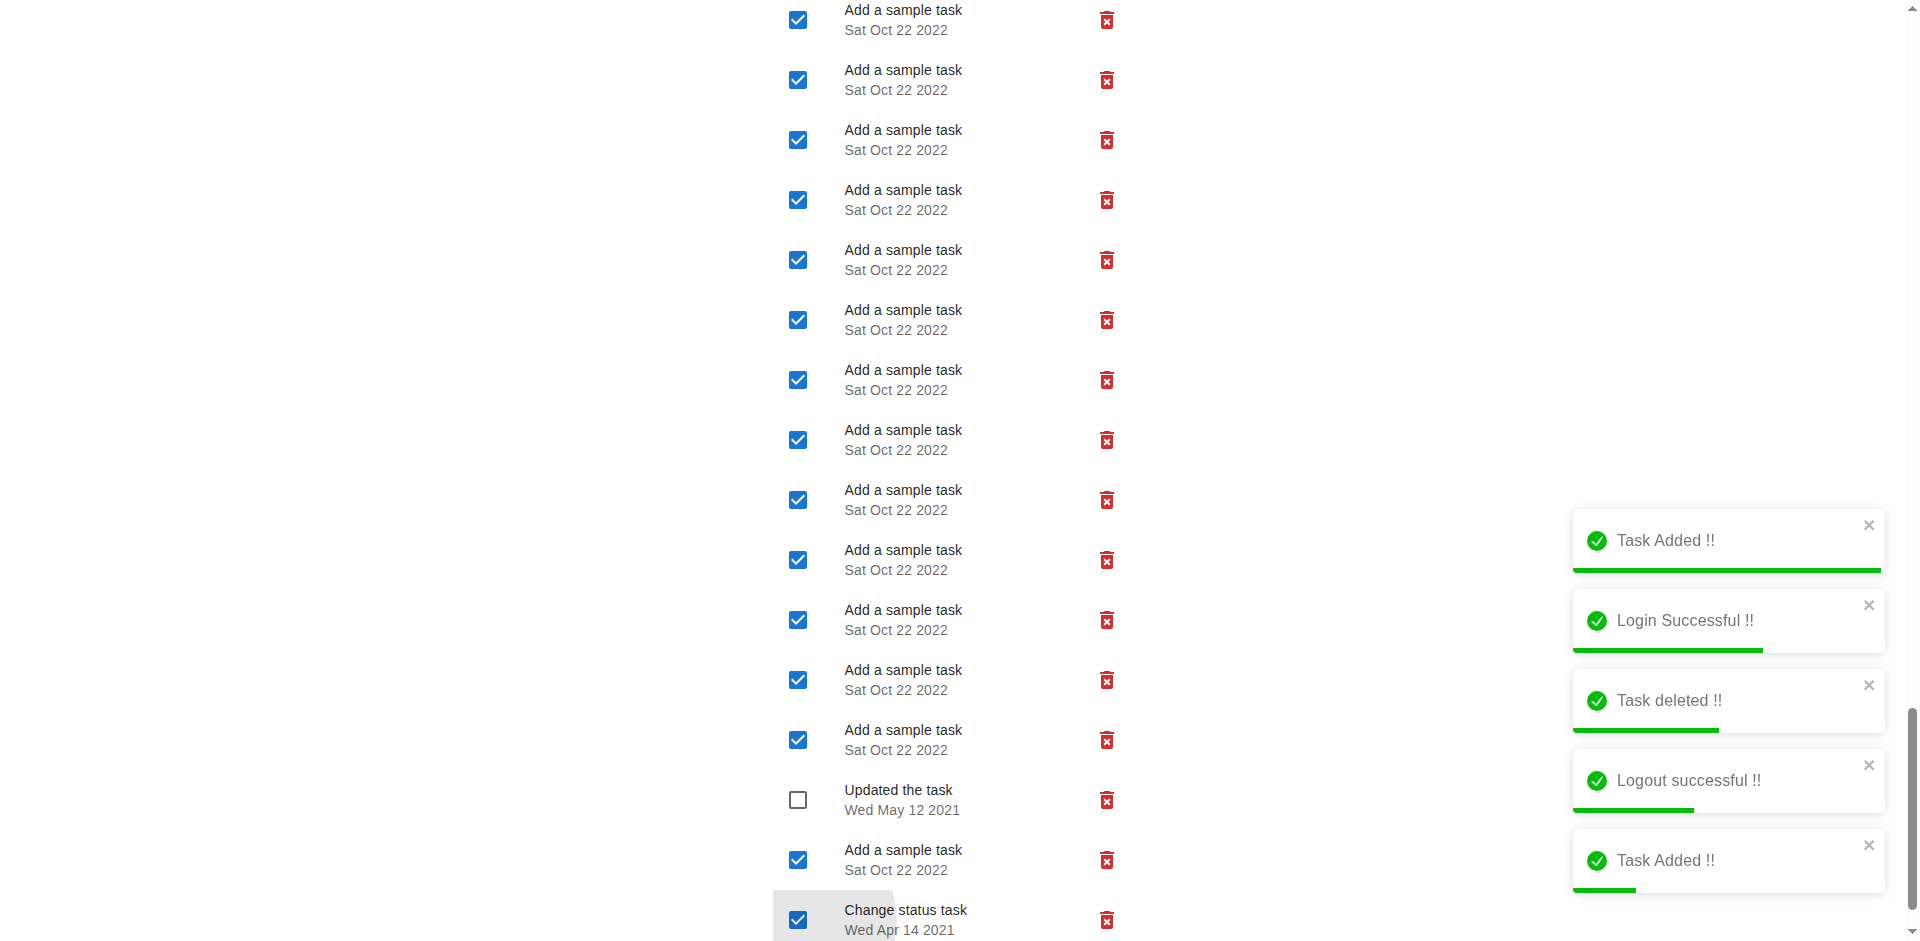 Add a sample task
Sat Oct 22 2022
Add a sample task
Sat Oct 22 2022
Add a sample task
Sat Oct 22 2022
Add a sample task
Sat Oct 22 2022
Add a sample task
Sat Oct 22 2022
Add a sample task
Sat Oct 22 2022
Add a sample task
Sat Oct 22 2022
Add a sample task
Sat Oct 22 2022
Add a sample task
Sat Oct 22 2022
Add a sample task
Sat Oct 22 2022
Add a sample task
Sat Oct 22 2022
Add a sample task
Sat Oct 22 2022
Add a sample task
Sat Oct 22 2022
Updated the task
Wed May 12 2021
Add a sample task
Sat Oct 22 2022
Change status task
Wed Apr 14 2021
Task Added !!
Login Successful !!
Task deleted !!
Logout successful !!
Task Added !!